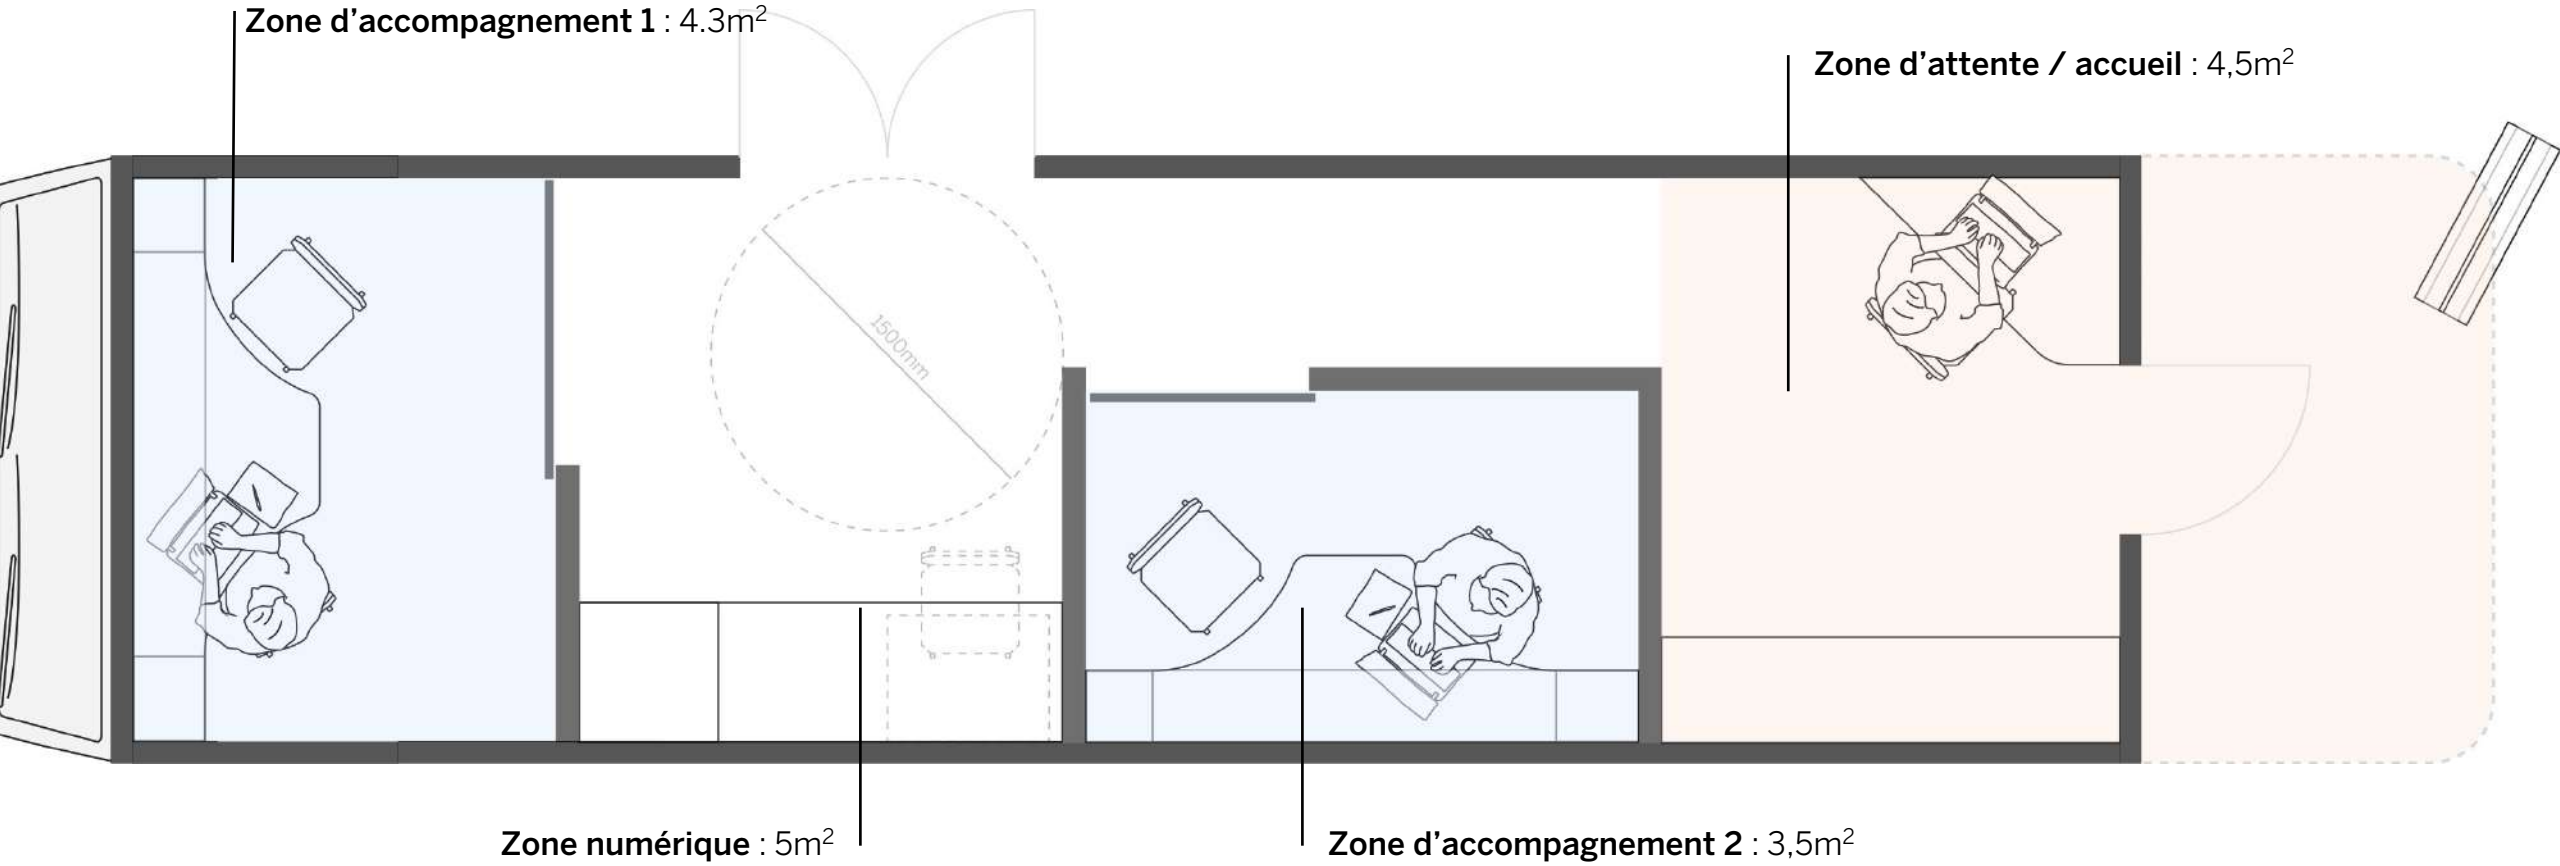 Zone d’accompagnement 1 : 4.3m²
Zone d’attente / accueil : 4,5m²
1500mm
Zone numérique : 5m²
Zone d’accompagnement 2 : 3,5m²